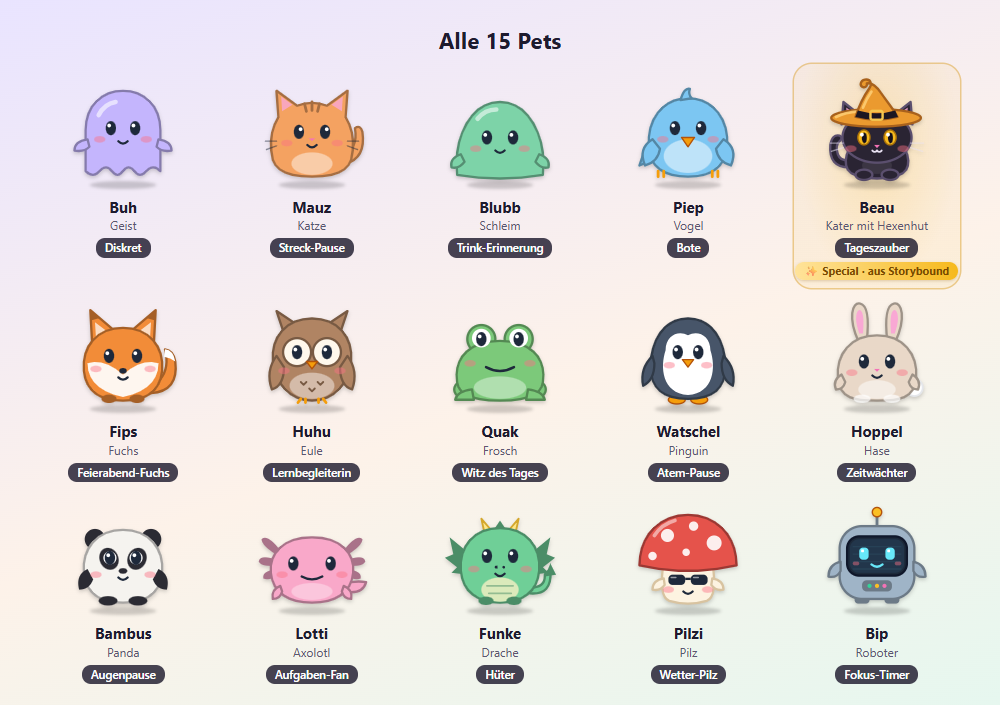 Alle 15 Pets
Buh
Geist
Diskret
Mauz
Katze
Streck-Pause
Blubb
Schleim
Trink-Erinnerung
Piep
Vogel
Bote
Beau
Kater mit Hexenhut
Tageszauber
✨ Special · aus Storybound
Fips
Fuchs
Feierabend-Fuchs
Huhu
Eule
Lernbegleiterin
Quak
Frosch
Witz des Tages
Watschel
Pinguin
Atem-Pause
Hoppel
Hase
Zeitwächter
Bambus
Panda
Augenpause
Lotti
Axolotl
Aufgaben-Fan
Funke
Drache
Hüter
Pilzi
Pilz
Wetter-Pilz
Bip
Roboter
Fokus-Timer